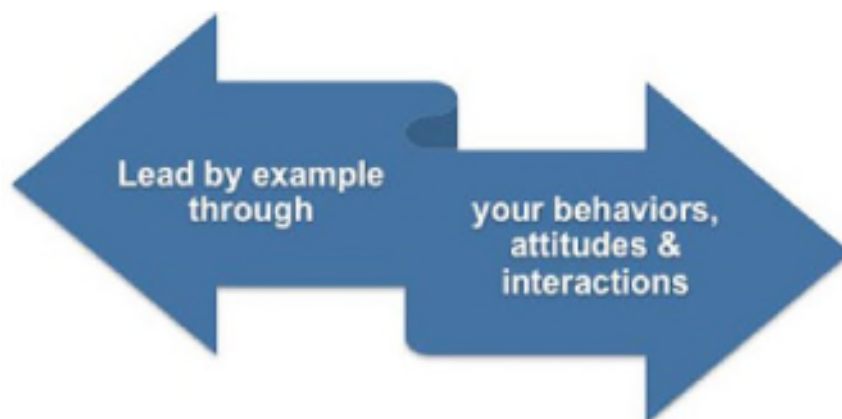 Lead by example
through
your behaviors,
attitudes &
interactions